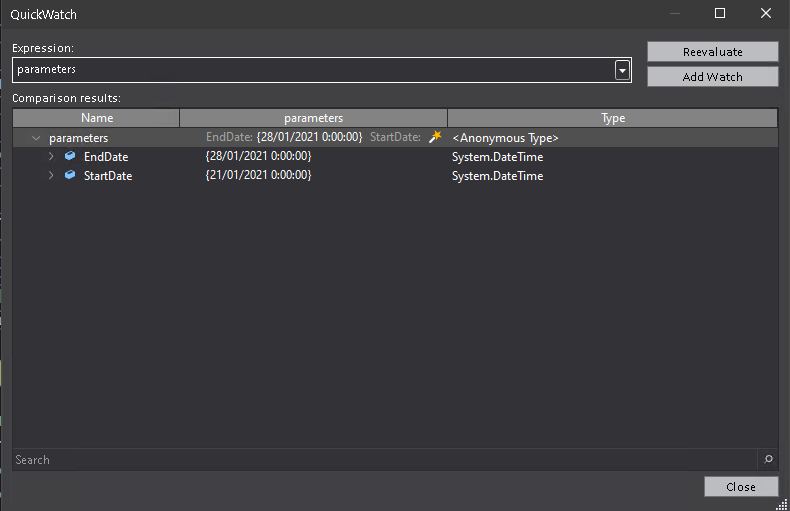 QuickWatch
Expression:
Reevaluate
parameters
Add Watch
Comparison results:
Name parameters Type
parameters EndDate: {28/01/2021 0:00:00} StartDate: <Anonymous Type>
EndDate {28/01/2021 0:00:00} System.DateTime
StartDate {21/01/2021 0:00:00} System.DateTime
Search
Close